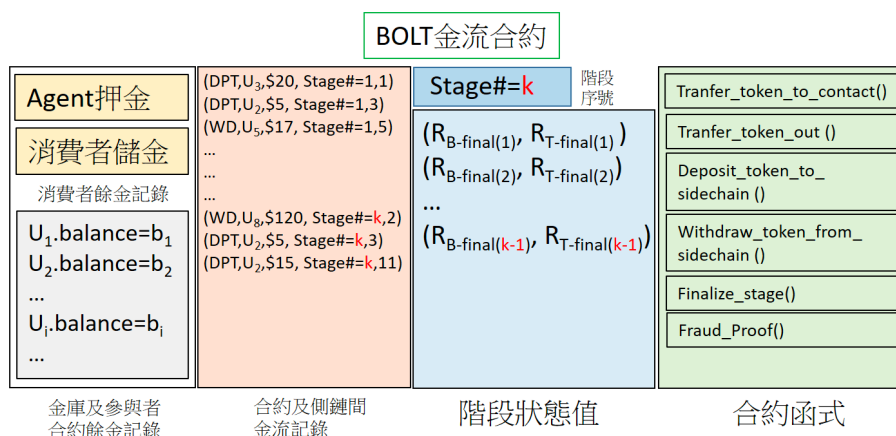 BOLT金流合約
Agent押金
消費者儲金
消費者餘金記錄
U1.balance=b1
U2.balance=b2
...
Ui.balance=bi
...
金庫及參與者
合約餘金記錄
(DPT,U3,$20, Stage#=1,1)
(DPT,U2,$5, Stage#=1,3)
(WD,U5,$17, Stage#=1,5)
...
...
...
(WD,U8,$120, Stage#=k,2)
(DPT,U2,$5, Stage#=k,3)
(DPT,U2,$15, Stage#=k,11)
合約及側鏈間
金流記錄
Stage#=k
階段
序號
(RB-final(1), RT-final(1) )
(RB-final(2), RT-final(2) )
...
(RB-final(k-1), RT-final(k-1) )
階段狀態值
Tranfer_token_to_contact()
Tranfer_token_out ()
Deposit_token_to_
sidechain ()
Withdraw_token_from_
sidechain ()
Finalize_stage()
Fraud_Proof()
合約函式